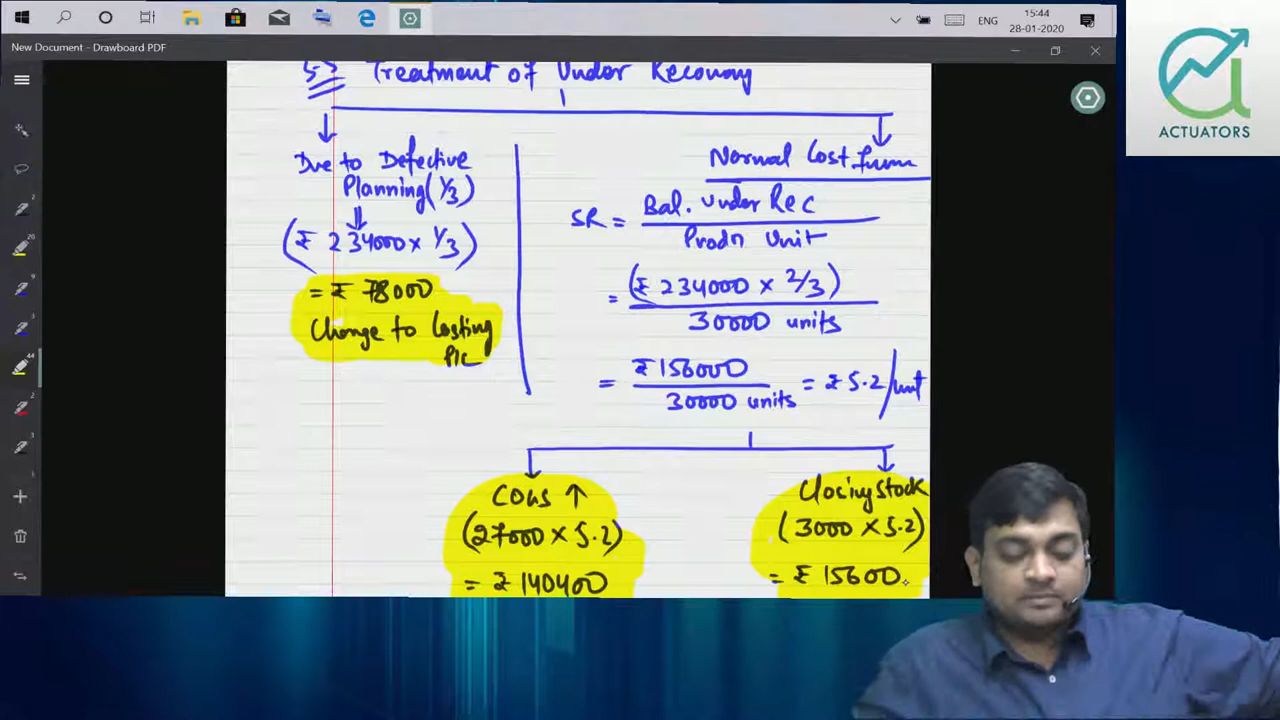 15:44
ENG
28-01-2020
New Document - Drawboard PDF
ACTUATORS
Treatment of Under Recovery
Due to Defective
Planning (1/3)
(₹ 234000 × 1/3)
= ₹ 78000
Charge to Costing
P/L
Normal Cost from
SR = Bal. Under Rec
Prodn Unit
= (₹ 234000 × 2/3)
30000 units
= ₹ 156000
30000 units
= ₹ 5.2/unit
COGS ↑
(27000 × 5.2)
= ₹ 140400
Closing stock
(3000 × 5.2)
= ₹ 15600